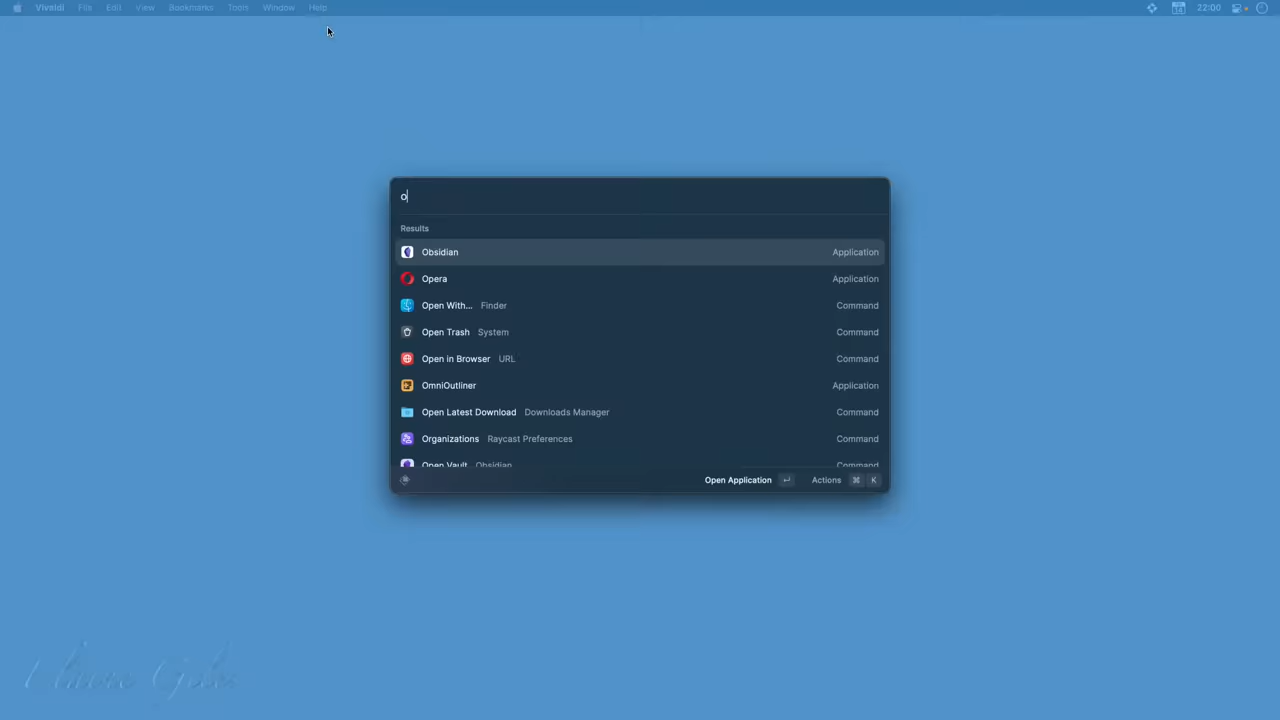 Vivaldi File Edit View Bookmarks Tools Window Help 22:00
o
Results
Obsidian Application
Opera Application
Open With... Finder Command
Open Trash System Command
Open in Browser URL Command
OmniOutliner Application
Open Latest Download Downloads Manager Command
Organizations Raycast Preferences Command
Open Vault Obsidian Command
Open Application ↵ Actions ⌘ K